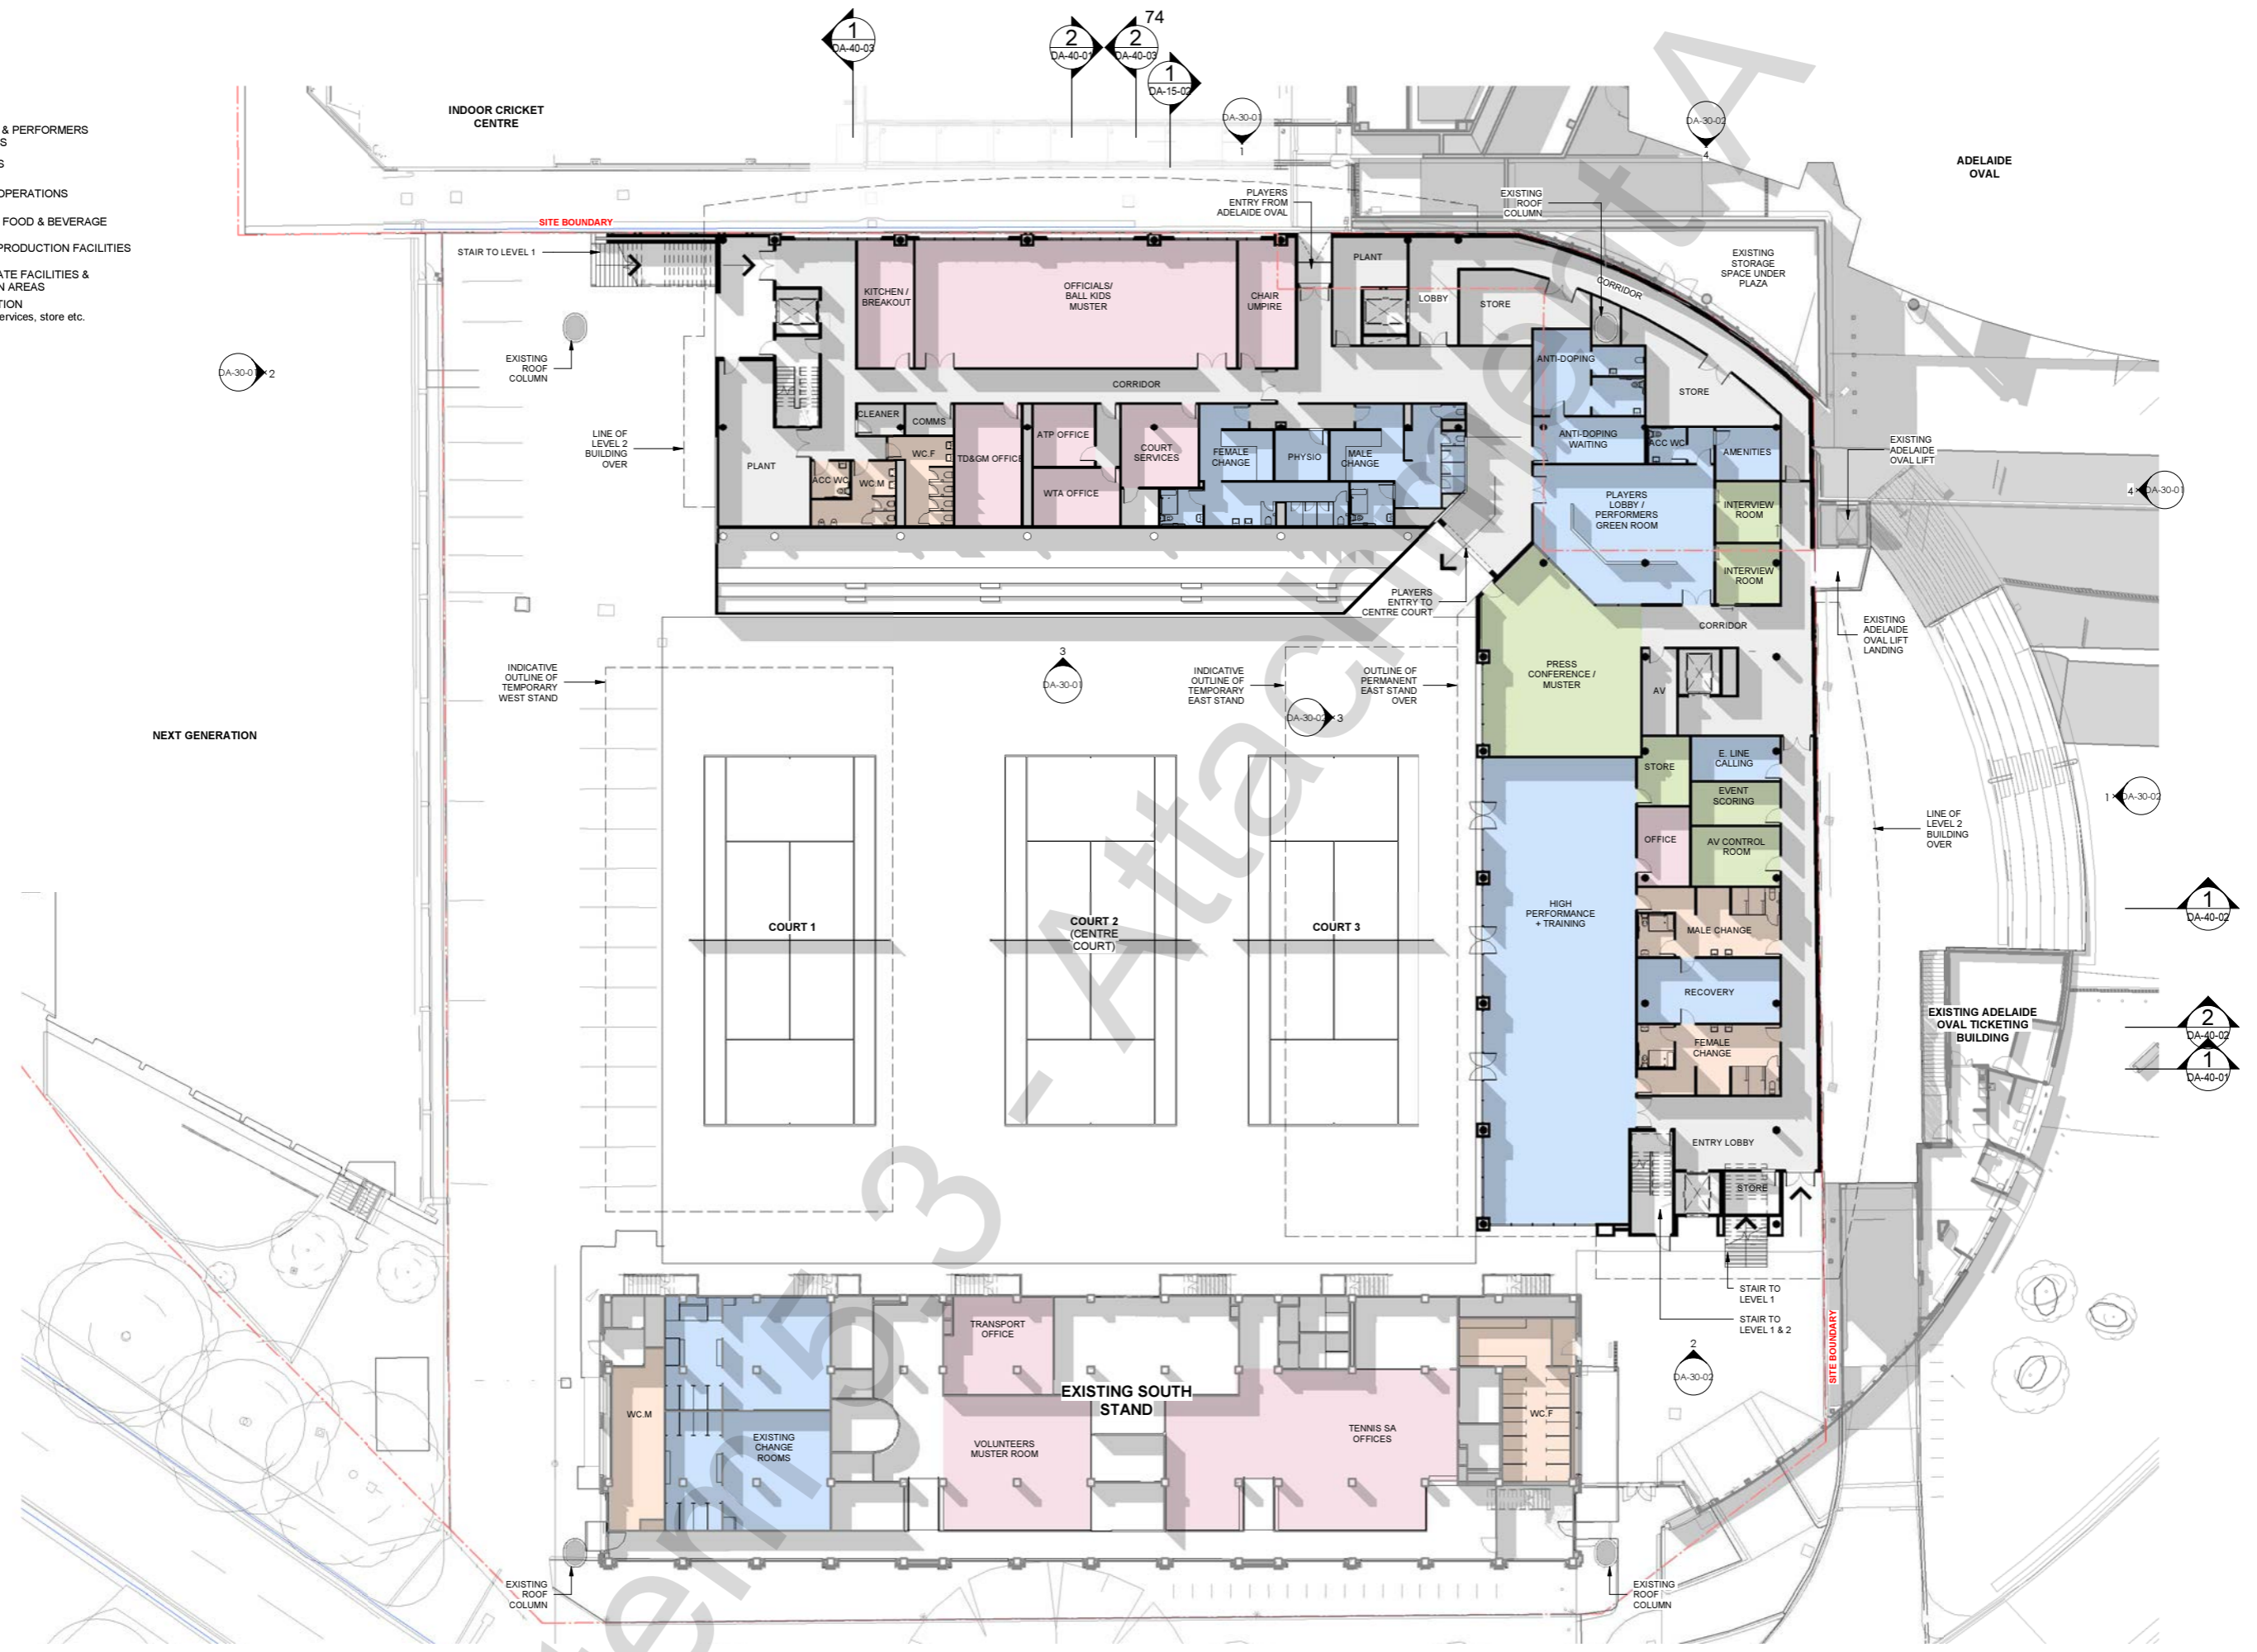 1
DA-40-03
2
DA-40-01
74
2
DA-40-03
1
DA-15-02
DA-30-01
1
DA-30-02
4
INDOOR CRICKET
CENTRE
ADELAIDE
OVAL
& PERFORMERS
S
S
OPERATIONS
FOOD & BEVERAGE
PRODUCTION FACILITIES
ATE FACILITIES &
N AREAS
TION
ervices, store etc.
SITE BOUNDARY
STAIR TO LEVEL 1
PLAYERS
ENTRY FROM
ADELAIDE OVAL
EXISTING
ROOF
COLUMN
EXISTING
STORAGE
SPACE UNDER
PLAZA
KITCHEN /
BREAKOUT
OFFICIALS/
BALL KIDS
MUSTER
CHAIR
UMPIRE
PLANT
LOBBY
STORE
CORRIDOR
EXISTING
ROOF
COLUMN
DA-30-01
2
CORRIDOR
ANTI-DOPING
STORE
LINE OF
LEVEL 2
BUILDING
OVER
PLANT
CLEANER
COMMS
ACC WC
WC.M
WC.F
TD&GM OFFICE
ATP OFFICE
WTA OFFICE
COURT
SERVICES
FEMALE
CHANGE
PHYSIO
MALE
CHANGE
ANTI-DOPING
WAITING
ACC WC
AMENITIES
EXISTING
ADELAIDE
OVAL LIFT
4
DA-30-01
PLAYERS
LOBBY /
PERFORMERS
GREEN ROOM
INTERVIEW
ROOM
INTERVIEW
ROOM
PLAYERS
ENTRY TO
CENTRE COURT
CORRIDOR
EXISTING
ADELAIDE
OVAL LIFT
LANDING
INDICATIVE
OUTLINE OF
TEMPORARY
WEST STAND
3
DA-30-01
INDICATIVE
OUTLINE OF
TEMPORARY
EAST STAND
OUTLINE OF
PERMANENT
EAST STAND
OVER
DA-30-02
3
PRESS
CONFERENCE /
MUSTER
AV
NEXT GENERATION
STORE
E. LINE
CALLING
EVENT
SCORING
OFFICE
AV CONTROL
ROOM
1
DA-30-02
LINE OF
LEVEL 2
BUILDING
OVER
COURT 1
COURT 2
(CENTRE
COURT)
COURT 3
HIGH
PERFORMANCE
+ TRAINING
MALE CHANGE
RECOVERY
FEMALE
CHANGE
1
DA-40-02
2
DA-40-02
1
DA-40-01
EXISTING ADELAIDE
OVAL TICKETING
BUILDING
ENTRY LOBBY
STORE
STAIR TO
LEVEL 1
STAIR TO
LEVEL 1 & 2
2
DA-30-02
SITE BOUNDARY
TRANSPORT
OFFICE
EXISTING SOUTH
STAND
WC.M
EXISTING
CHANGE
ROOMS
VOLUNTEERS
MUSTER ROOM
TENNIS SA
OFFICES
WC.F
EXISTING
ROOF
COLUMN
EXISTING
ROOF
COLUMN
Item 5.3 - Attachment A